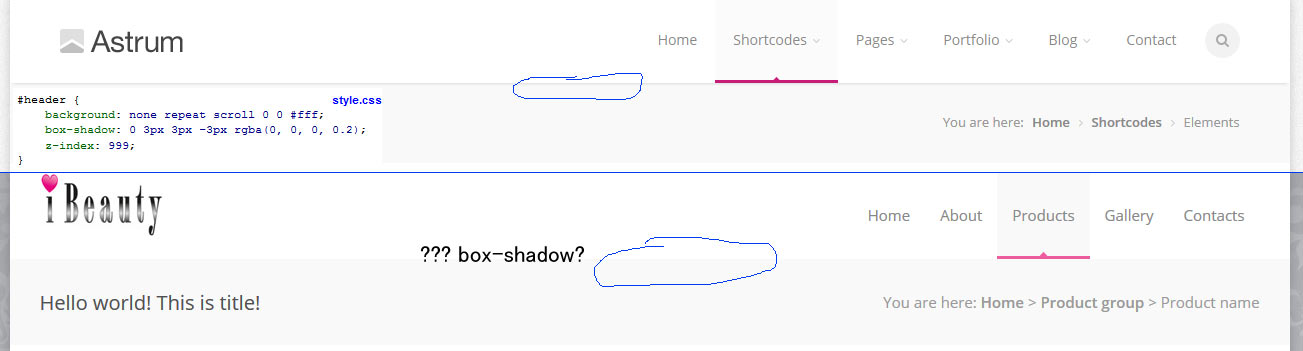 Astrum
Home Shortcodes Pages Portfolio Blog Contact
#header {
style.css
background: none repeat scroll 0 0 #fff;
box-shadow: 0 3px 3px -3px rgba(0, 0, 0, 0.2);
z-index: 999;
}
You are here: Home > Shortcodes > Elements
i Beauty
Home About Products Gallery Contacts
??? box-shadow?
Hello world! This is title!
You are here: Home > Product group > Product name